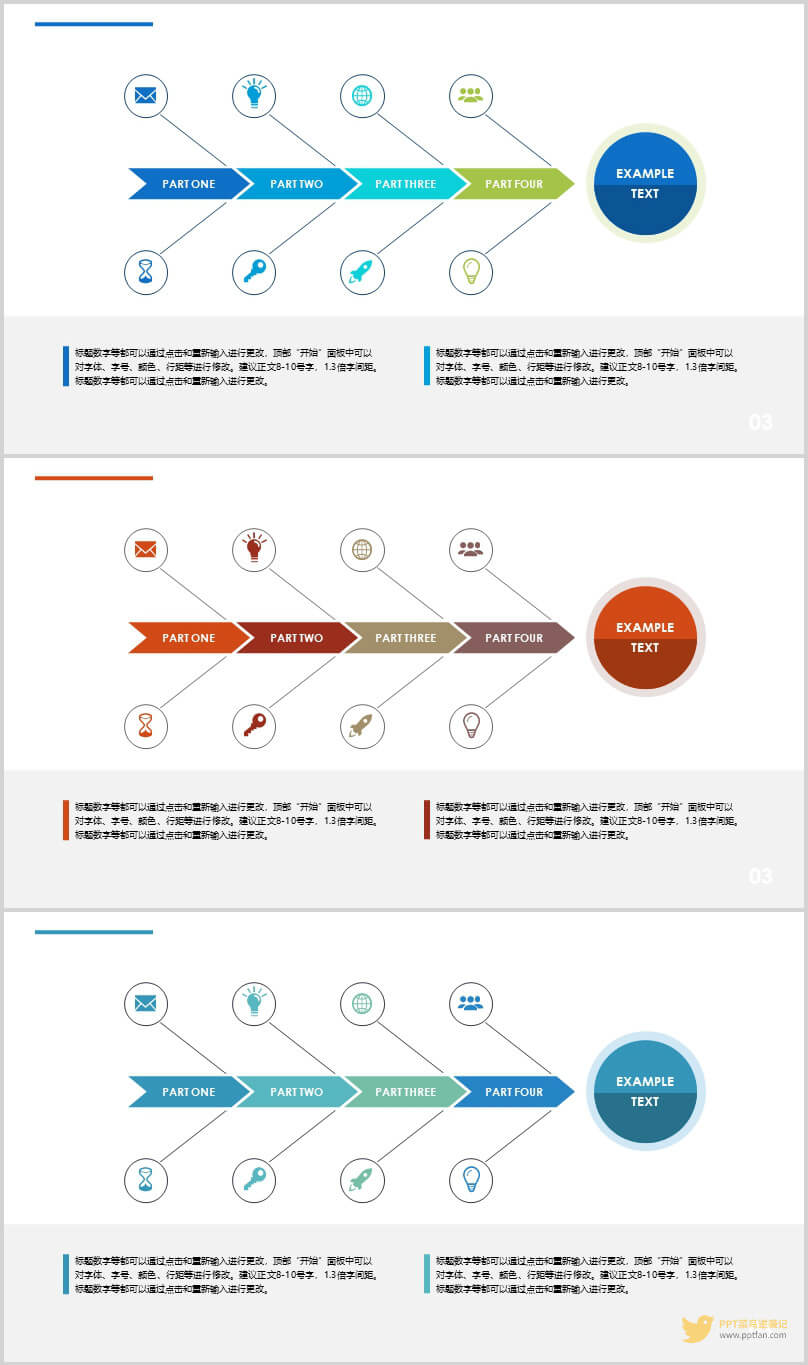 PART ONE PART TWO PART THREE PART FOUR
EXAMPLE
TEXT
标题数字等都可以通过点击和重新输入进行更改，顶部“开始”面板中可以
对字体、字号、颜色、行距等进行修改。建议正文8-10号字，1.3倍字间距。
标题数字等都可以通过点击和重新输入进行更改。
标题数字等都可以通过点击和重新输入进行更改，顶部“开始”面板中可以
对字体、字号、颜色、行距等进行修改。建议正文8-10号字，1.3倍字间距。
标题数字等都可以通过点击和重新输入进行更改。
03
PART ONE PART TWO PART THREE PART FOUR
EXAMPLE
TEXT
标题数字等都可以通过点击和重新输入进行更改，顶部“开始”面板中可以
对字体、字号、颜色、行距等进行修改。建议正文8-10号字，1.3倍字间距。
标题数字等都可以通过点击和重新输入进行更改。
标题数字等都可以通过点击和重新输入进行更改，顶部“开始”面板中可以
对字体、字号、颜色、行距等进行修改。建议正文8-10号字，1.3倍字间距。
标题数字等都可以通过点击和重新输入进行更改。
03
PART ONE PART TWO PART THREE PART FOUR
EXAMPLE
TEXT
标题数字等都可以通过点击和重新输入进行更改，顶部“开始”面板中可以
对字体、字号、颜色、行距等进行修改。建议正文8-10号字，1.3倍字间距。
标题数字等都可以通过点击和重新输入进行更改。
标题数字等都可以通过点击和重新输入进行更改，顶部“开始”面板中可以
对字体、字号、颜色、行距等进行修改。建议正文8-10号字，1.3倍字间距。
标题数字等都可以通过点击和重新输入进行更改。
PPT菜鸟逆袭记
www.pptfan.com